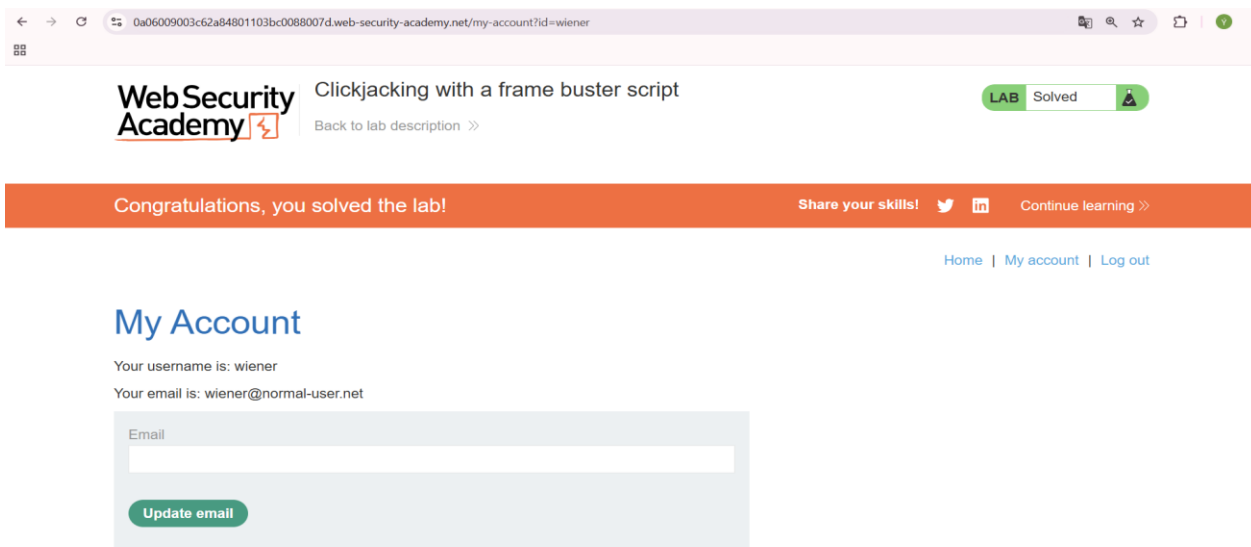 0a06009003c62a84801103bc0088007d.web-security-academy.net/my-account?id=wiener
Y
Web Security
Academy
Clickjacking with a frame buster script
Back to lab description
LAB Solved
Congratulations, you solved the lab!
Share your skills!
in
Continue learning
Home | My account | Log out
My Account
Your username is: wiener
Your email is: wiener@normal-user.net
Email
Update email